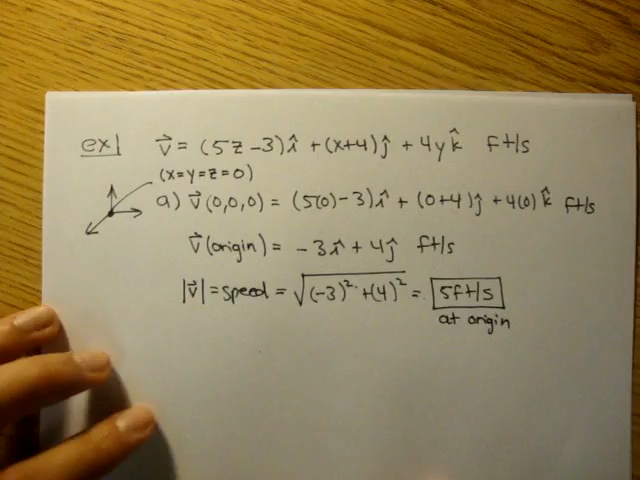 ex1 v⃗ = (5z-3)î + (x+4)ĵ + 4yk̂ ft/s
(x=y=z=0)
a) v⃗(0,0,0) = (5(0)-3)î + (0+4)ĵ + 4(0)k̂ ft/s
v⃗(origin) = -3î + 4ĵ ft/s
|v⃗| = speed = √((-3)² + (4)²) = 5ft/s
at origin